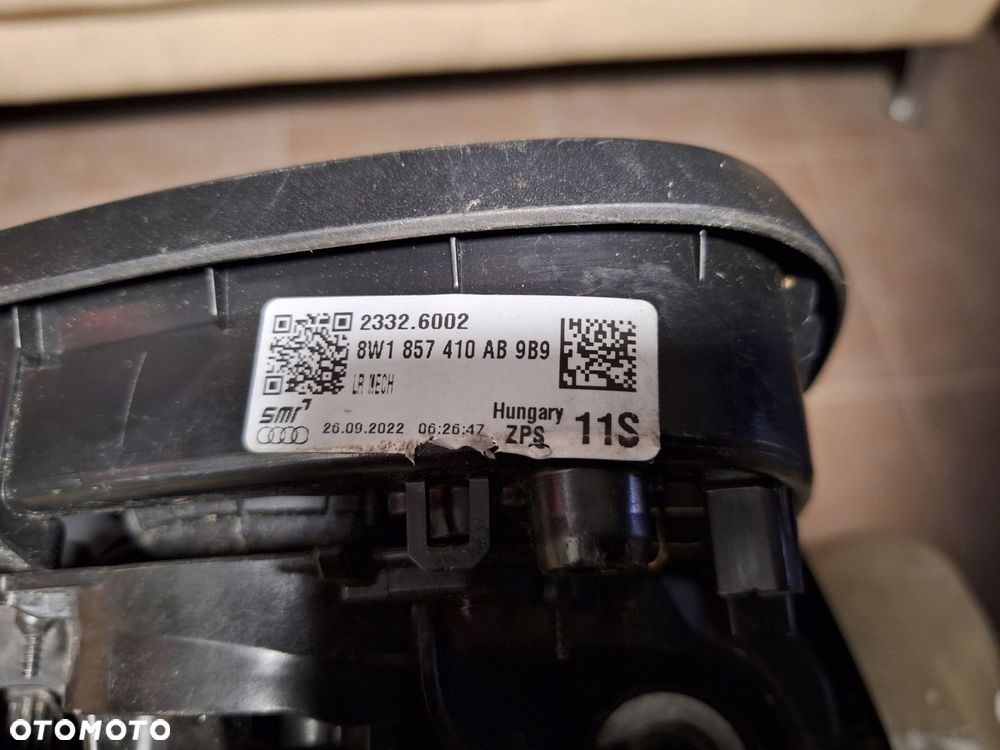 2332.6002
8W1 857 410 AB 9B9
LR MECH
smr
26.09.2022 06:26:47
Hungary
ZPS
11S
OTOMOTO